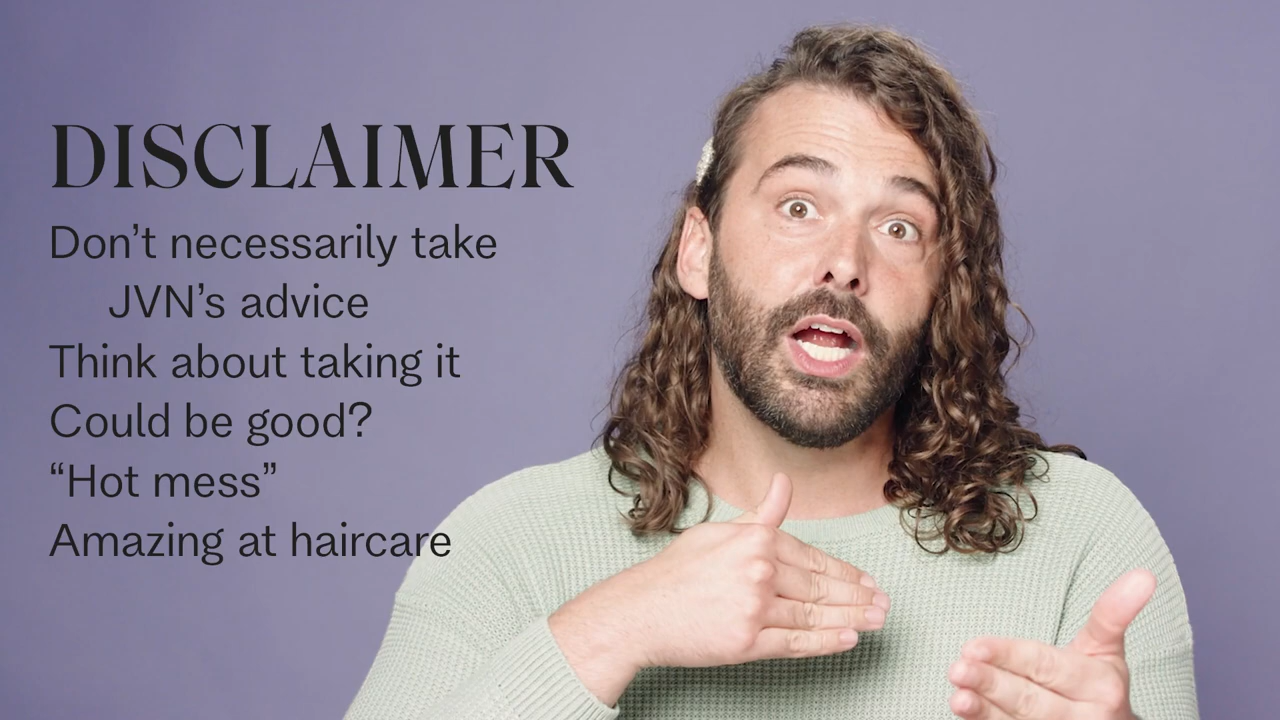 DISCLAIMER
Don’t necessarily take
JVN’s advice
Think about taking it
Could be good?
“Hot mess”
Amazing at haircare